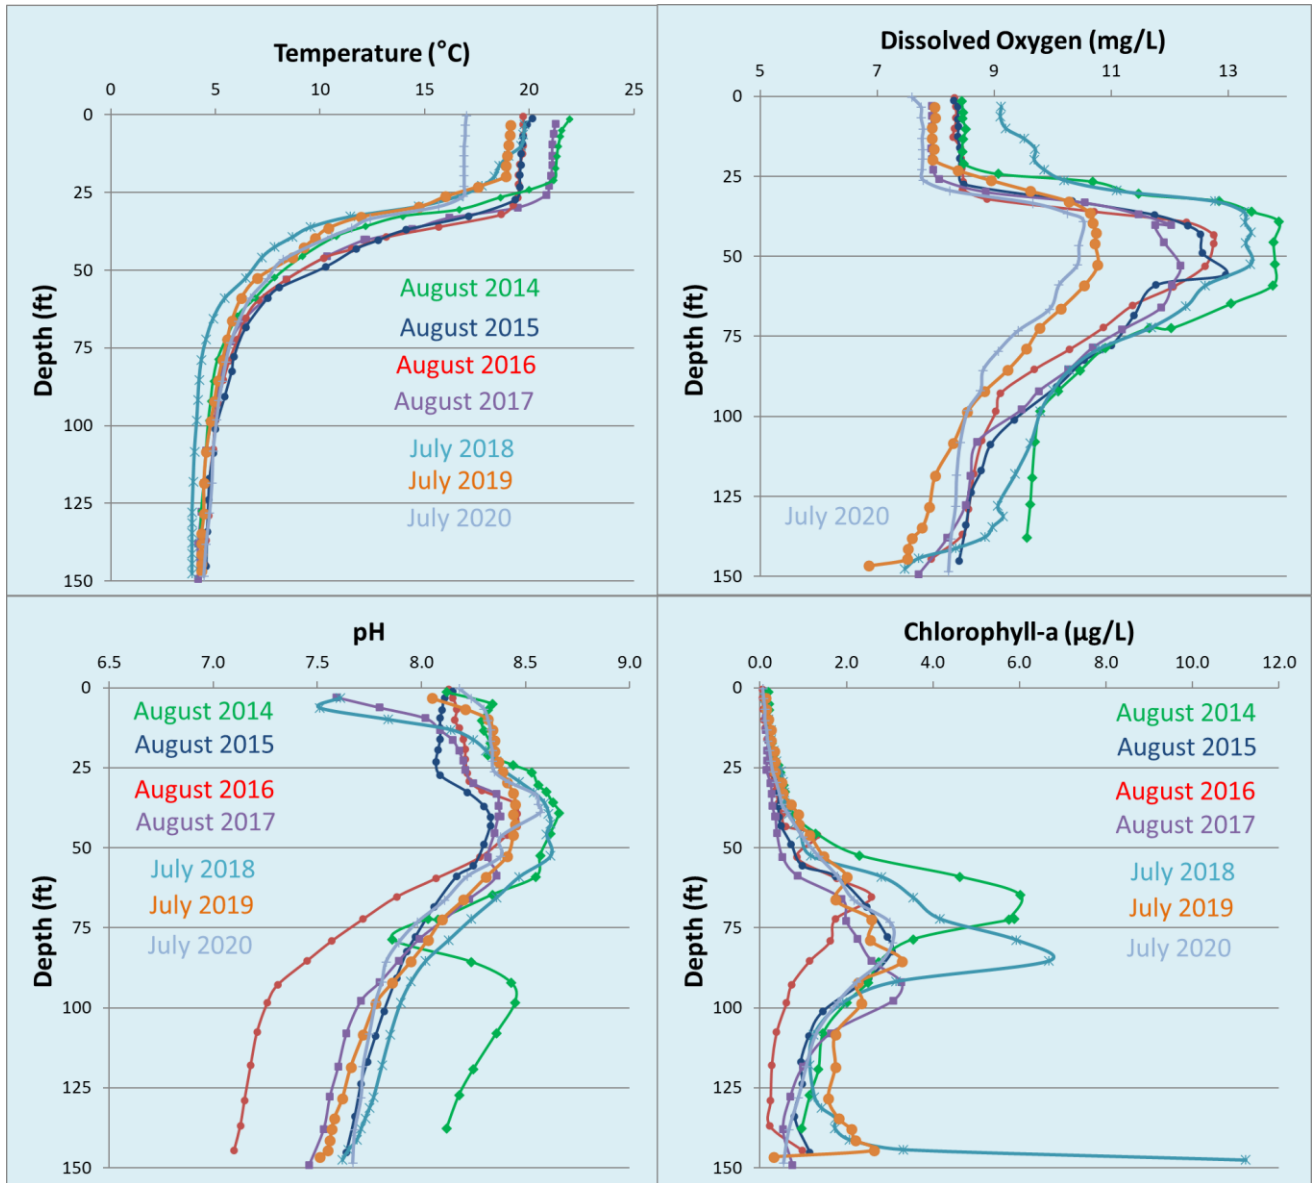 Temperature (°C)
0 5 10 15 20 25
0
25
50
75
100
125
150
Depth (ft)
August 2014
August 2015
August 2016
August 2017
July 2018
July 2019
July 2020
Dissolved Oxygen (mg/L)
5 7 9 11 13
0
25
50
75
100
125
150
Depth (ft)
July 2020
pH
6.5 7.0 7.5 8.0 8.5 9.0
0
25
50
75
100
125
150
Depth (ft)
August 2014
August 2015
August 2016
August 2017
July 2018
July 2019
July 2020
Chlorophyll-a (µg/L)
0.0 2.0 4.0 6.0 8.0 10.0 12.0
0
25
50
75
100
125
150
Depth (ft)
August 2014
August 2015
August 2016
August 2017
July 2018
July 2019
July 2020